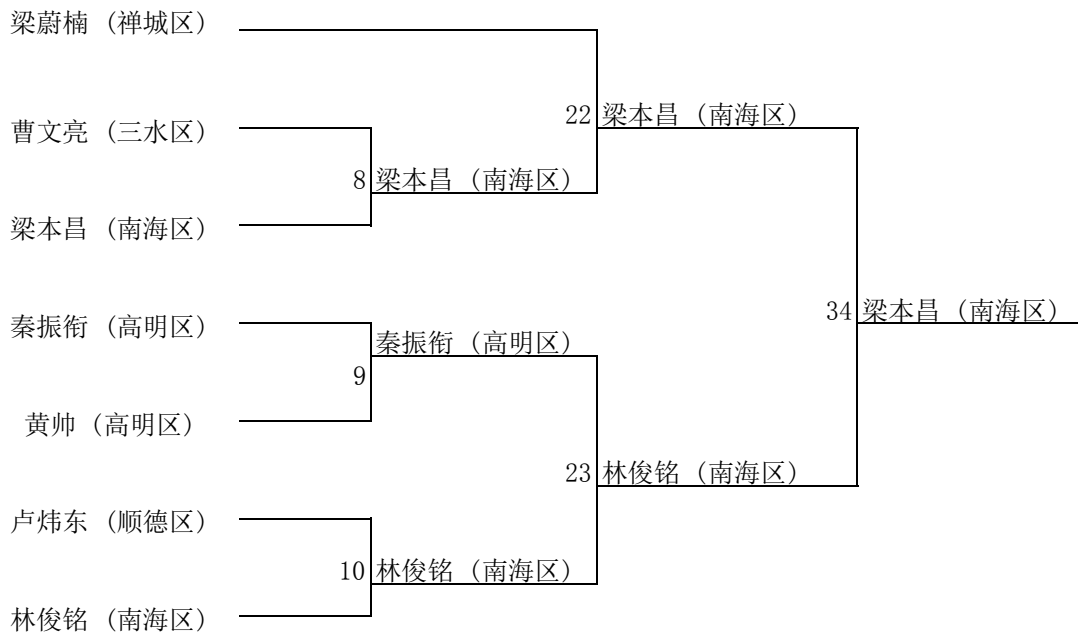 梁蔚楠 (禅城区)
22 梁本昌 (南海区)
曹文亮 (三水区)
8 梁本昌 (南海区)
梁本昌 (南海区)
34 梁本昌 (南海区)
秦振衔 (高明区)
秦振衔 (高明区)
9
黄帅 (高明区)
23 林俊铭 (南海区)
卢炜东 (顺德区)
10 林俊铭 (南海区)
林俊铭 (南海区)